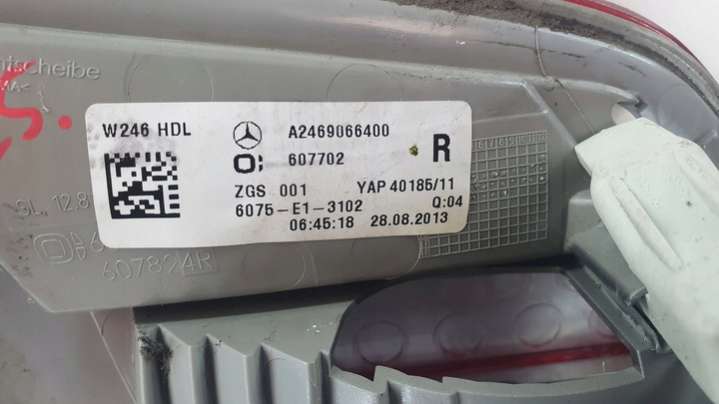 W246 HDL A2469066400
607702 R
ZGS 001 YAP 40185/11
6075-E1-3102 Q:04
06:45:18 28.08.2013
607824R